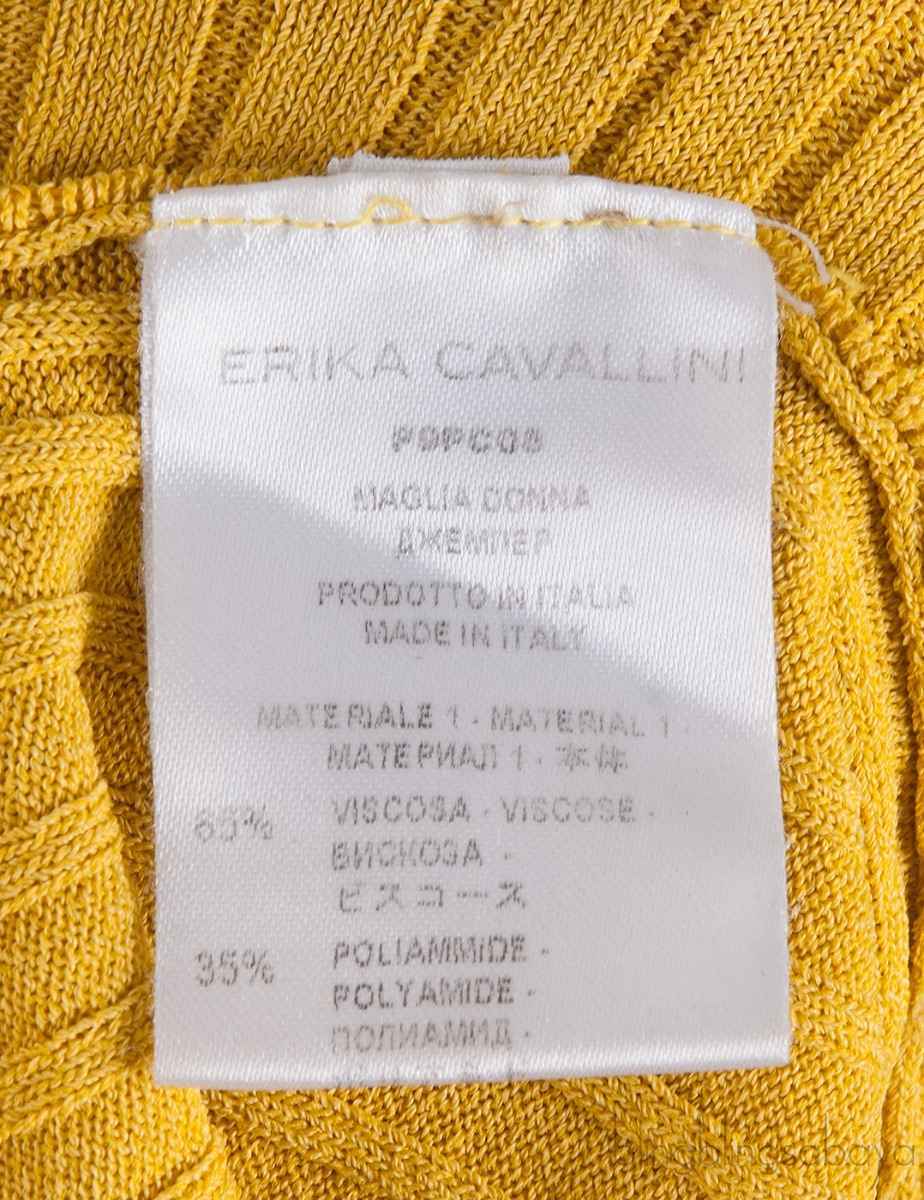 ERIKA CAVALLINI
P9PC08
MAGLIA DONNA
ДЖЕМПЕР
PRODOTTO IN ITALIA
MADE IN ITALY
MATERIALE 1 - MATERIAL 1 -
МАТЕРИАЛ 1 - 本体
65% VISCOSA - VISCOSE -
ВИСКОЗА -
ビスコース
35% POLIAMMIDE -
POLYAMIDE -
ПОЛИАМИД -